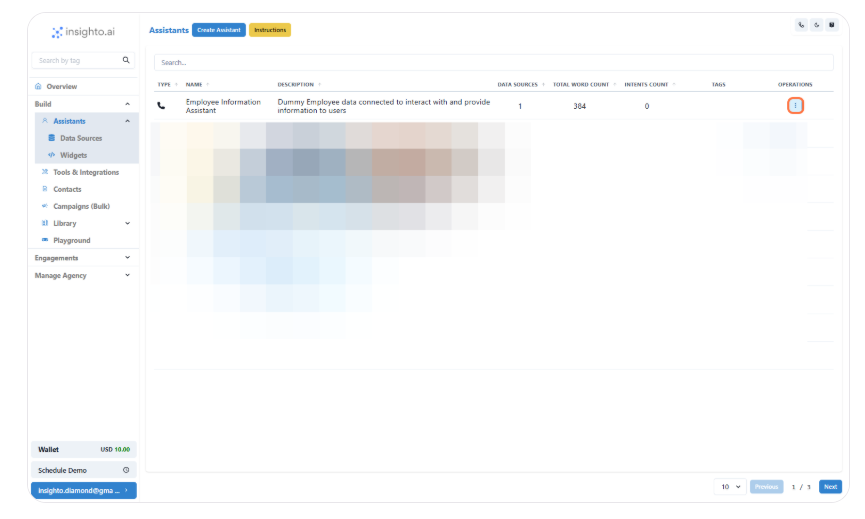 insighto.ai
Assistants Create Assistant Instructions
Search by tag
Search...
Overview
Build
Assistants
Data Sources
Widgets
Tools & Integrations
Contacts
Campaigns (Bulk)
Library
Playground
Engagements
Manage Agency
TYPE NAME DESCRIPTION DATA SOURCES TOTAL WORD COUNT INTENTS COUNT TAGS OPERATIONS
Employee Information Assistant
Dummy Employee data connected to interact with and provide
information to users
1 384 0
Wallet USD 10.00
Schedule Demo
insighto.diamond@gma ...
10 Previous 1 / 3 Next